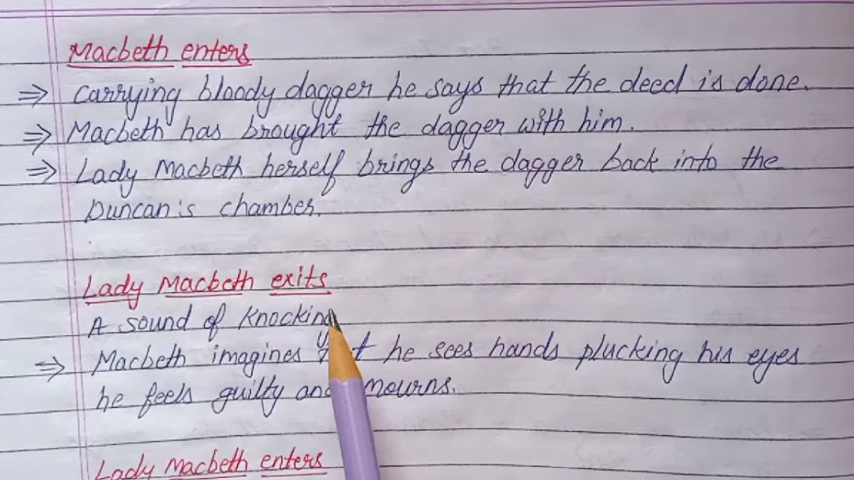 Macbeth enters
⇒ Carrying bloody dagger he says that the deed is done.
⇒ Macbeth has brought the dagger with him.
⇒ Lady Macbeth herself brings the dagger back into the
Duncan's chamber.
Lady Macbeth exits
A sound of Knocking
⇒ Macbeth imagines he sees hands plucking his eyes
he feels guilty and mourns.
Lady Macbeth enters